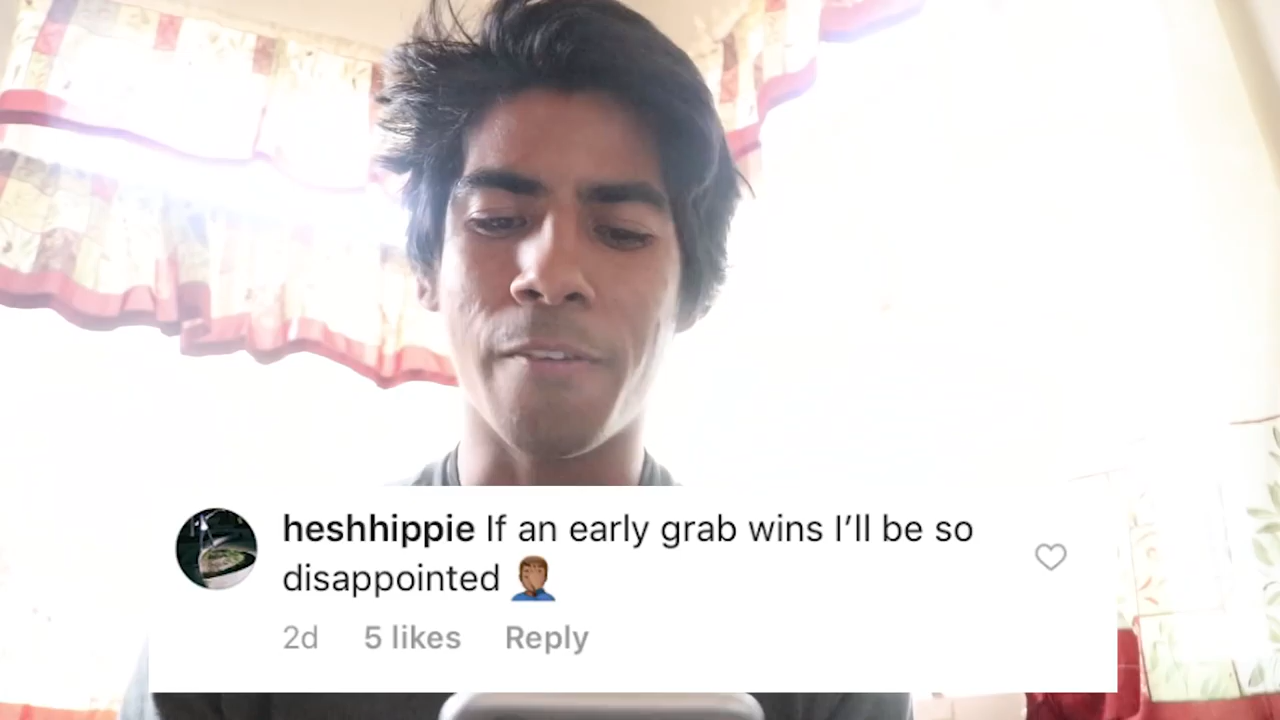 heshhippie If an early grab wins I’ll be so
disappointed 🤦🏾‍♂️
2d 5 likes Reply